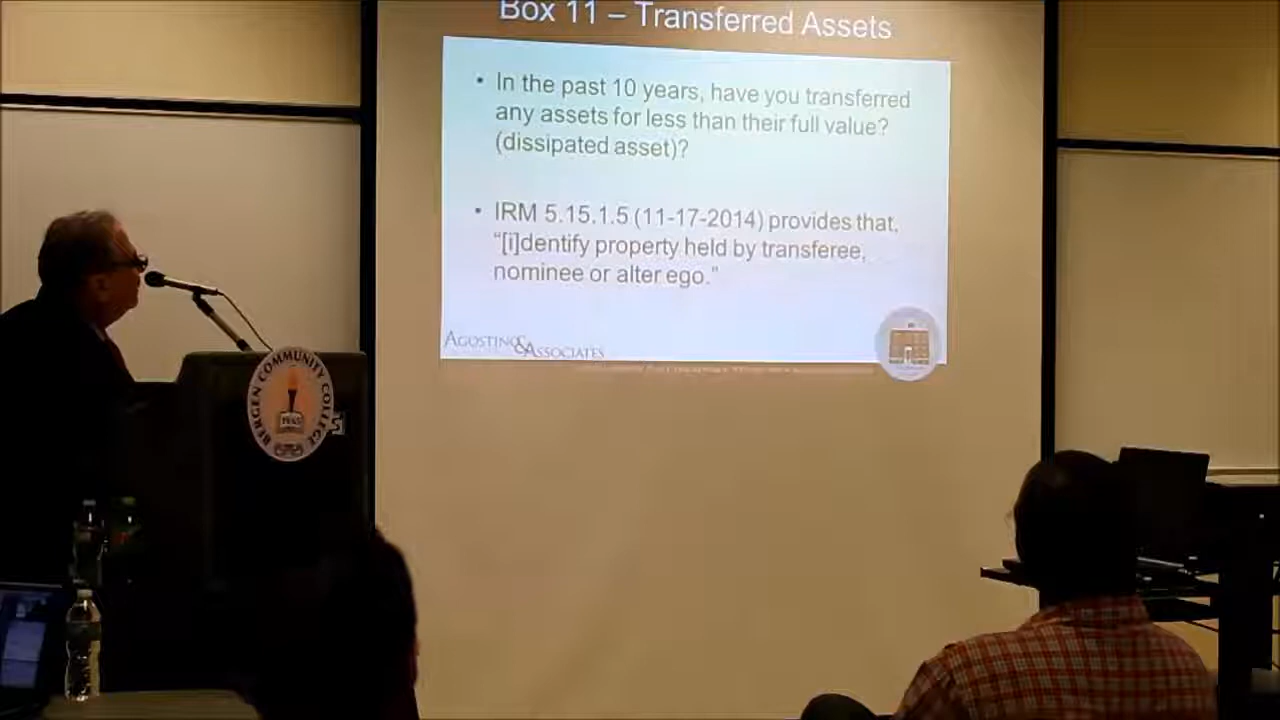 Box 11 – Transferred Assets
• In the past 10 years, have you transferred
any assets for less than their full value?
(dissipated asset)?
• IRM 5.15.1.5 (11-17-2014) provides that,
“[i]dentify property held by transferee,
nominee or alter ego.”
AGOSTINO & ASSOCIATES
BERGEN COMMUNITY COLLEGE
1965